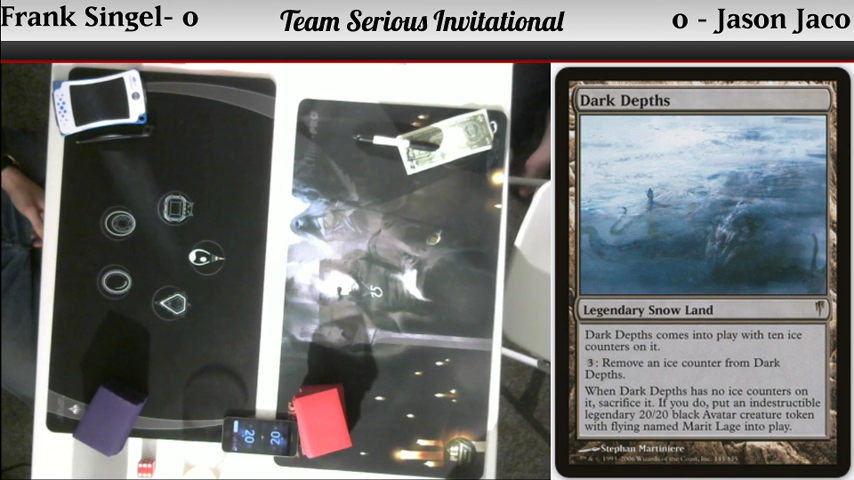 Frank Singel- 0
Team Serious Invitational
0 - Jason Jaco
Dark Depths
Legendary Snow Land
Dark Depths comes into play with ten ice
counters on it.
3: Remove an ice counter from Dark
Depths.
When Dark Depths has no ice counters on
it, sacrifice it. If you do, put an indestructible
legendary 20/20 black Avatar creature token
with flying named Marit Lage into play.
Stephan Martiniere
20
20